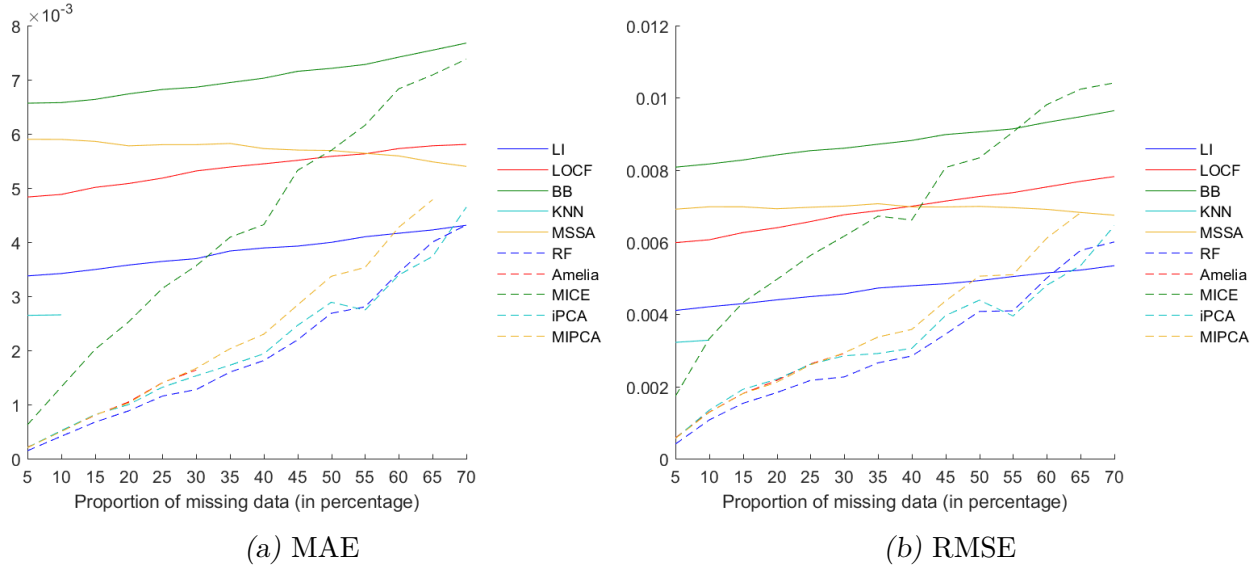 ×10⁻³
8
7
6
5
4
3
2
1
0
5 10 15 20 25 30 35 40 45 50 55 60 65 70
Proportion of missing data (in percentage)
LI
LOCF
BB
KNN
MSSA
RF
Amelia
MICE
iPCA
MIPCA
(a) MAE
0.012
0.01
0.008
0.006
0.004
0.002
0
5 10 15 20 25 30 35 40 45 50 55 60 65 70
Proportion of missing data (in percentage)
LI
LOCF
BB
KNN
MSSA
RF
Amelia
MICE
iPCA
MIPCA
(b) RMSE